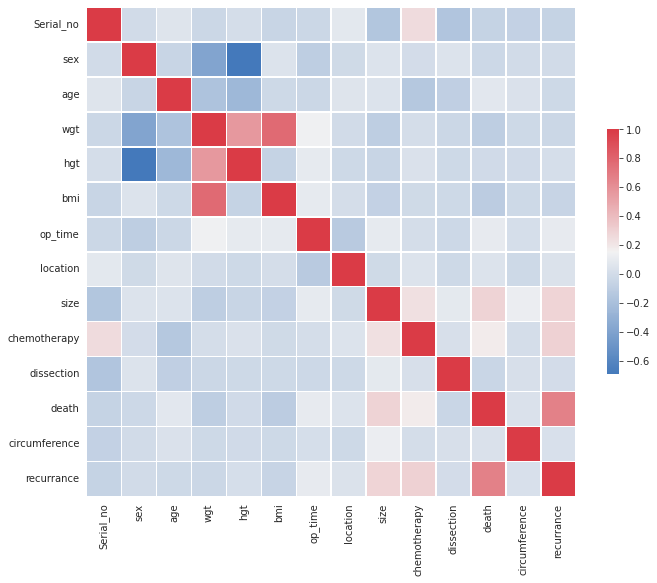 Serial_no
sex
age
wgt
hgt
bmi
op_time
location
size
chemotherapy
dissection
death
circumference
recurrance
Serial_no
sex
age
wgt
hgt
bmi
op_time
location
size
chemotherapy
dissection
death
circumference
recurrance
1.0
0.8
0.6
0.4
0.2
0.0
−0.2
−0.4
−0.6